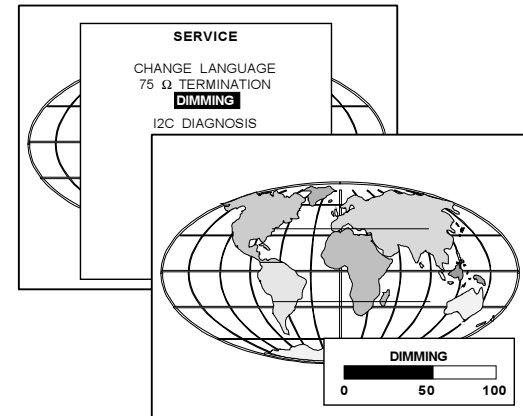 SERVICE
CHANGE LANGUAGE
75 Ω TERMINATION
DIMMING
I2C DIAGNOSIS
DIMMING
0 50 100